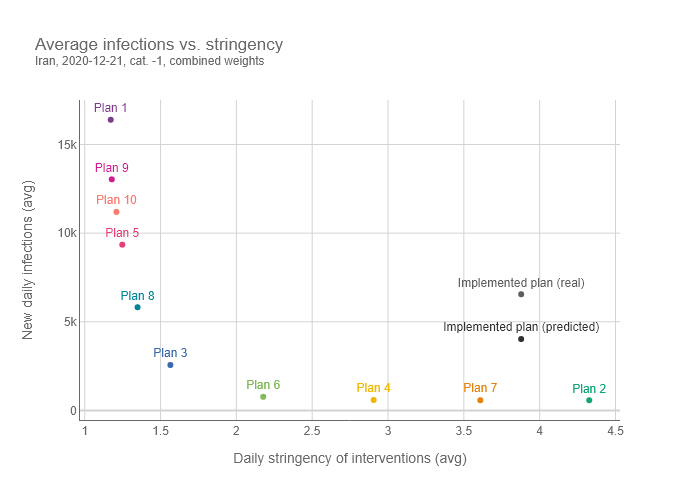 Average infections vs. stringency
Iran, 2020-12-21, cat. -1, combined weights
Plan 1
15k
Plan 9
Plan 10
10k
Plan 5
Implemented plan (real)
Plan 8
5k
Implemented plan (predicted)
Plan 3
Plan 6
Plan 4
Plan 7
Plan 2
0
1
1.5
2
2.5
3
3.5
4
4.5
New daily infections (avg)
Daily stringency of interventions (avg)